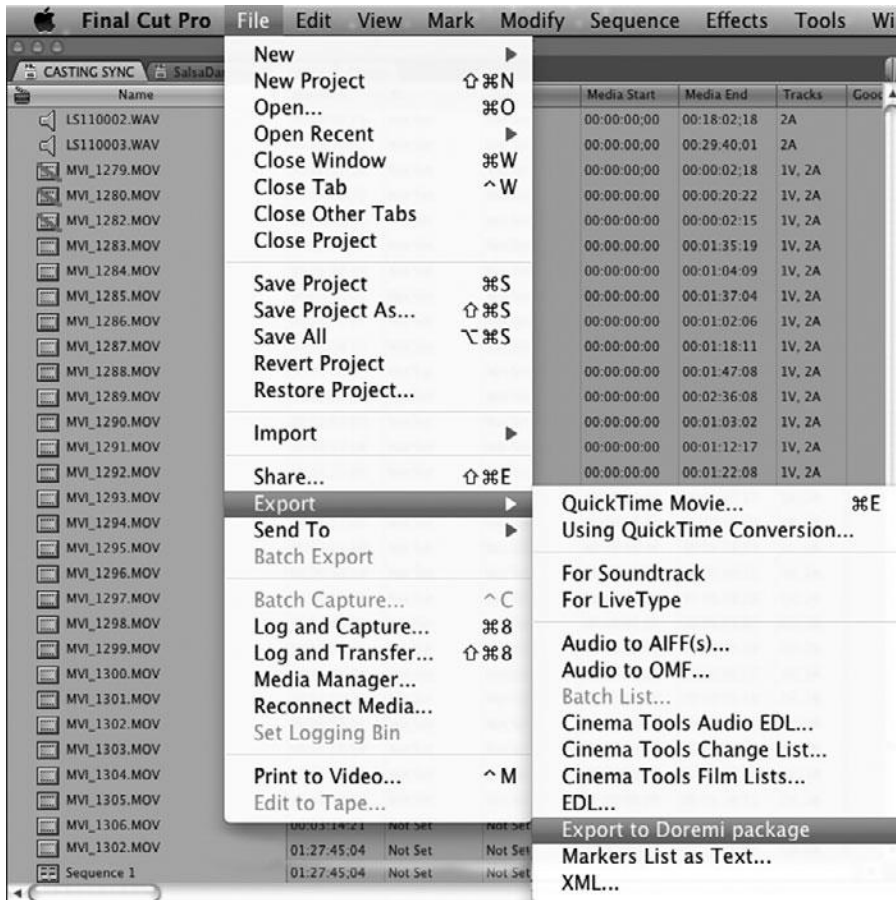 Final Cut Pro File Edit View Mark Modify Sequence Effects Tools Wi
CASTING SYNC SalsaDa
Name Media Start Media End Tracks Good
LS110002.WAV 00:00:00;00 00:18:02;18 2A
LS110003.WAV 00:00:00;00 00:29:40;01 2A
MVI_1279.MOV 00:00:00;00 00:00:02;18 1V, 2A
MVI_1280.MOV 00:00:00:00 00:00:20:22 1V, 2A
MVI_1282.MOV 00:00:00:00 00:00:02:15 1V, 2A
MVI_1283.MOV 00:00:00:00 00:01:35:19 1V, 2A
MVI_1284.MOV 00:00:00:00 00:01:04:09 1V, 2A
MVI_1285.MOV 00:00:00:00 00:01:37:04 1V, 2A
MVI_1286.MOV 00:00:00:00 00:01:02:06 1V, 2A
MVI_1287.MOV 00:00:00:00 00:01:18:11 1V, 2A
MVI_1288.MOV 00:00:00:00 00:01:47:08 1V, 2A
MVI_1289.MOV 00:00:00:00 00:02:36:08 1V, 2A
MVI_1290.MOV 00:00:00:00 00:01:03:02 1V, 2A
MVI_1291.MOV 00:00:00:00 00:01:12:17 1V, 2A
MVI_1292.MOV 00:00:00:00 00:01:22:08 1V, 2A
MVI_1293.MOV
MVI_1294.MOV
MVI_1295.MOV
MVI_1296.MOV
MVI_1297.MOV
MVI_1298.MOV
MVI_1299.MOV
MVI_1300.MOV
MVI_1301.MOV
MVI_1302.MOV
MVI_1303.MOV
MVI_1304.MOV
MVI_1305.MOV
MVI_1306.MOV 00:03:14:21 Not Set Not Set
MVI_1302.MOV 01:27:45;04 Not Set Not Set
Sequence 1 01:27:45;04 Not Set Not Set
New
New Project ⇧⌘N
Open... ⌘O
Open Recent
Close Window ⌘W
Close Tab ^W
Close Other Tabs
Close Project
Save Project ⌘S
Save Project As... ⇧⌘S
Save All ⌥⌘S
Revert Project
Restore Project...
Import
Share... ⇧⌘E
Export
Send To
Batch Export
Batch Capture... ^C
Log and Capture... ⌘8
Log and Transfer... ⇧⌘8
Media Manager...
Reconnect Media...
Set Logging Bin
Print to Video... ^M
Edit to Tape...
QuickTime Movie... ⌘E
Using QuickTime Conversion...
For Soundtrack
For LiveType
Audio to AIFF(s)...
Audio to OMF...
Batch List...
Cinema Tools Audio EDL...
Cinema Tools Change List...
Cinema Tools Film Lists...
EDL...
Export to Doremi package
Markers List as Text...
XML...